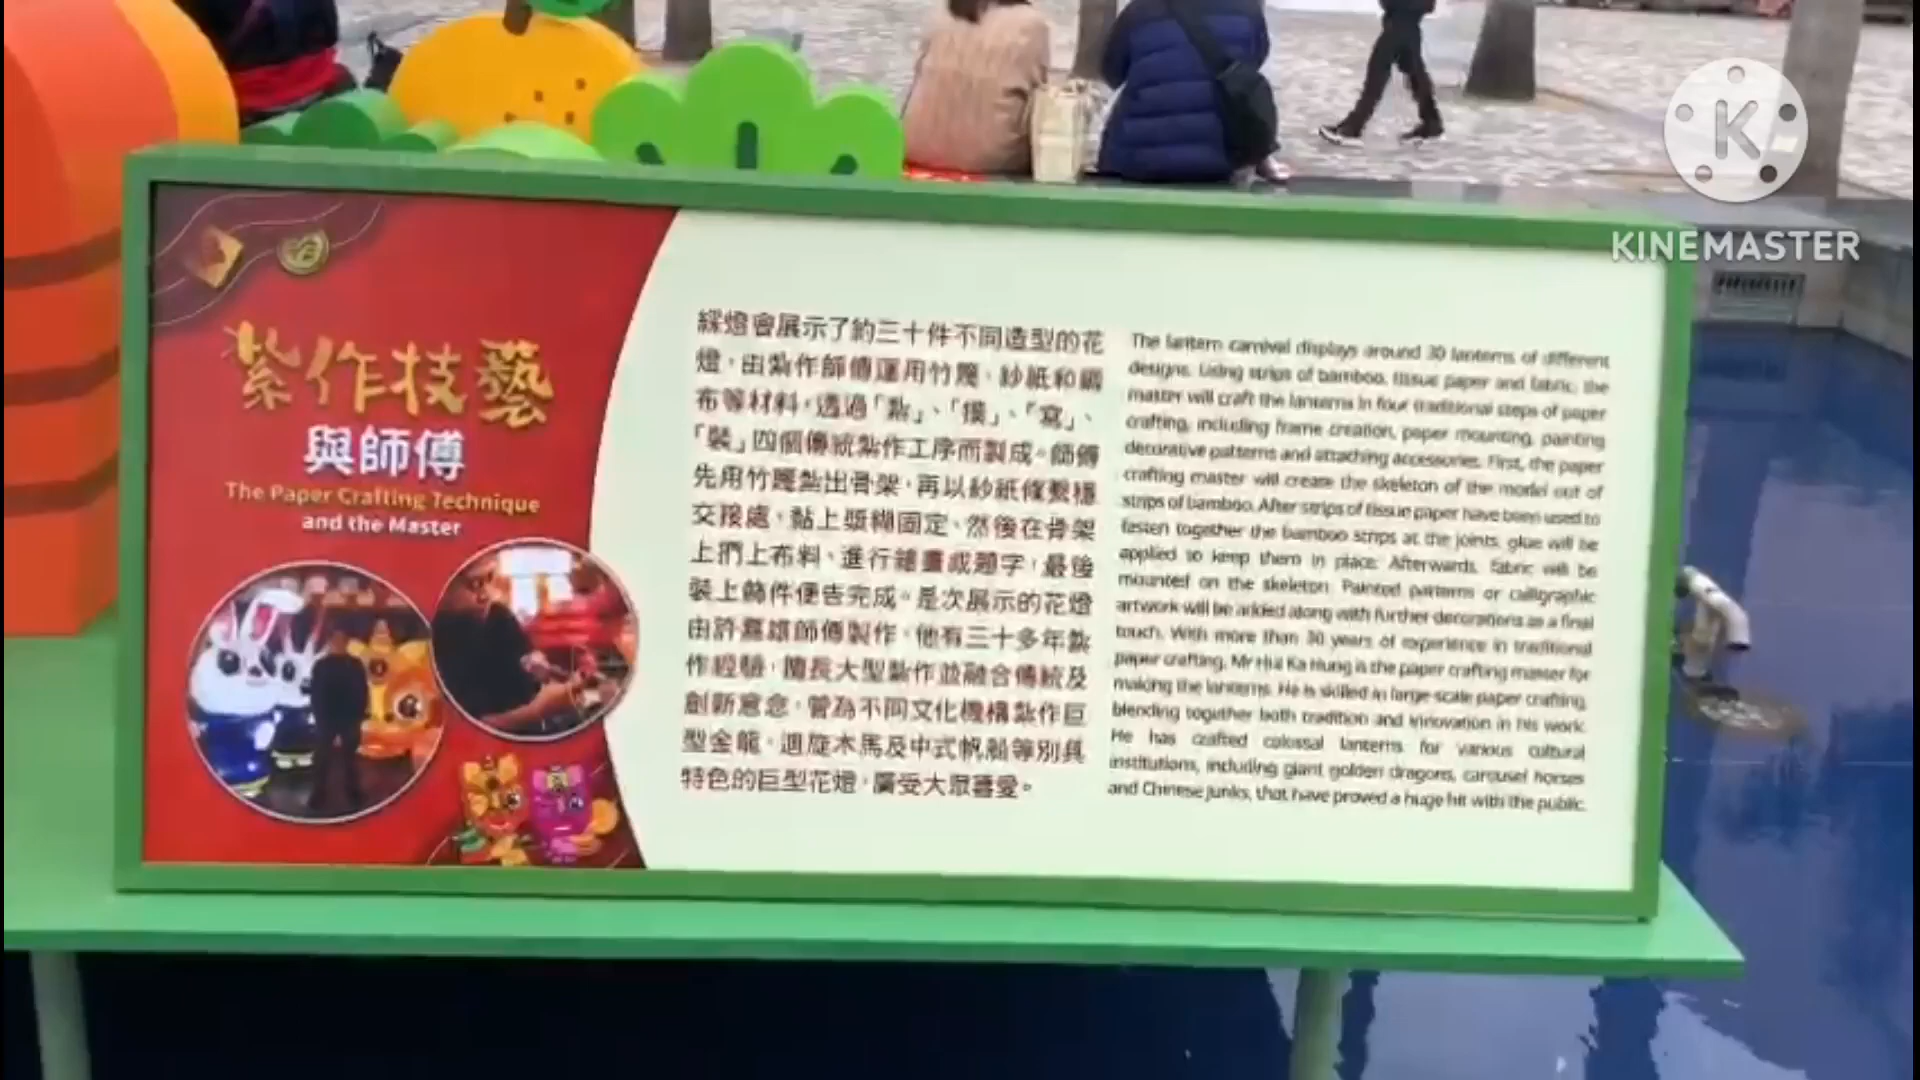 KINEMASTER
紮作技藝
與師傅
The Paper Crafting Technique
and the Master
綵燈會展示了約三十件不同造型的花
燈，由紮作師傅運用竹篾、紗紙和綢
布等材料，透過「紮」、「撲」、「寫」、
「裝」四個傳統紮作工序而製成。師傅
先用竹篾紮出骨架，再以紗紙條繫穩
交接處，黏上漿糊固定、然後在骨架
上捫上布料、進行繪畫或題字，最後
裝上飾件便告完成。是次展示的花燈
由許嘉雄師傅製作，他有三十多年紮
作經驗，擅長大型紮作並融合傳統及
創新意念，曾為不同文化機構紮作巨
型金龍，迴旋木馬及中式帆船等別具
特色的巨型花燈，廣受大眾喜愛。
The lantern carnival displays around 30 lanterns of different
designs. Using strips of bamboo, tissue paper and fabric, the
master will craft the lanterns in four traditional steps of paper
crafting, including frame creation, paper mounting, painting
decorative patterns and attaching accessories. First, the paper
crafting master will create the skeleton of the model out of
strips of bamboo. After strips of tissue paper have been used to
fasten together the bamboo strips at the joints, glue will be
applied to keep them in place. Afterwards, fabric will be
mounted on the skeleton. Painted patterns or calligraphic
artwork will be added along with further decorations as a final
touch. With more than 30 years of experience in traditional
paper crafting, Mr Hui Ka Hung is the paper crafting master for
making the lanterns. He is skilled in large-scale paper crafting,
blending together both tradition and innovation in his work.
He has crafted colossal lanterns for various cultural
institutions, including giant golden dragons, carousel horses
and Chinese junks, that have proved a huge hit with the public.